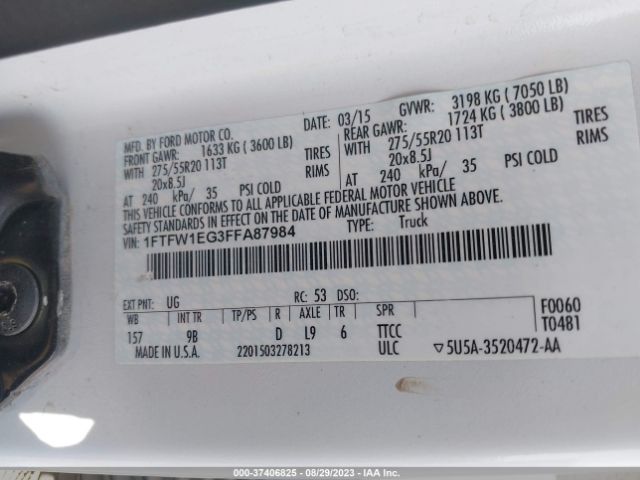 MFD. BY FORD MOTOR CO. DATE: 03/15 GVWR: 3198 KG ( 7050 LB)
FRONT GAWR: 1633 KG ( 3600 LB) REAR GAWR: 1724 KG ( 3800 LB)
WITH 275/55R20 113T TIRES WITH 275/55R20 113T TIRES
20x8.5J RIMS 20x8.5J RIMS
AT 240 kPa/ 35 PSI COLD AT 240 kPa/ 35 PSI COLD
THIS VEHICLE CONFORMS TO ALL APPLICABLE FEDERAL MOTOR VEHICLE
SAFETY STANDARDS IN EFFECT ON THE DATE OF MANUFACTURE SHOWN ABOVE.
VIN: 1FTFW1EG3FFA87984 TYPE: Truck
EXT PNT: UG RC: 53 DSO: F0060
WB INT TR TP/PS R AXLE TR SPR T0481
157 9B D L9 6 TTCC
MADE IN U.S.A. 2201503278213 ULC ▽5U5A-3520472-AA
000-37406825 - 08/29/2023 - IAAI.COM